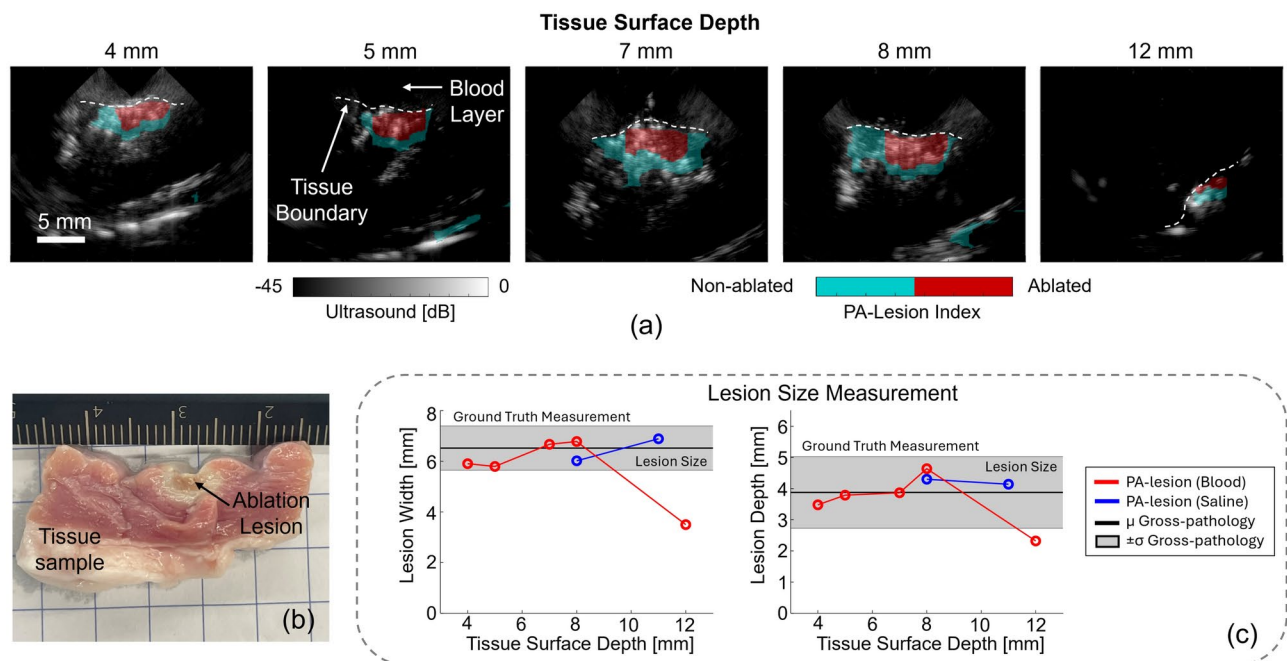 Tissue Surface Depth
4 mm
5 mm
7 mm
8 mm
12 mm
Blood
Layer
Tissue
Boundary
5 mm
-45
0
Ultrasound [dB]
Non-ablated
Ablated
PA-Lesion Index
(a)
4
3
2
Ablation
Lesion
Tissue
sample
(b)
Lesion Size Measurement
8
6
4
2
0
Lesion Width [mm]
Ground Truth Measurement
Lesion Size
4
6
8
10
12
Tissue Surface Depth [mm]
6
5
4
3
2
1
0
Lesion Depth [mm]
Ground Truth Measurement
Lesion Size
4
6
8
10
12
Tissue Surface Depth [mm]
PA-lesion (Blood)
PA-lesion (Saline)
μ Gross-pathology
±σ Gross-pathology
(c)